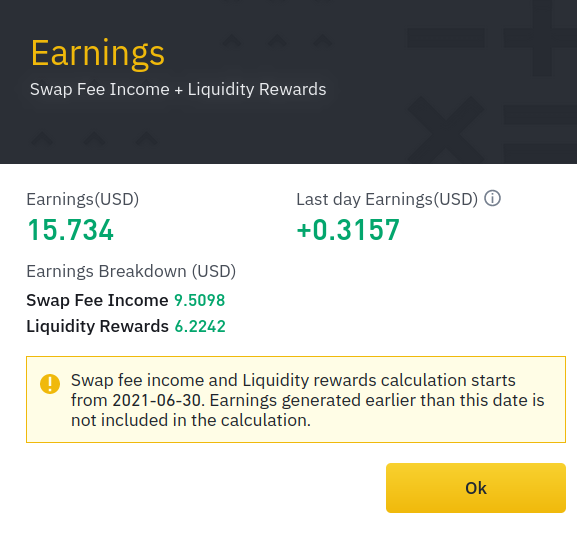 Earnings
Swap Fee Income + Liquidity Rewards
Earnings(USD)
15.734
Last day Earnings(USD)
+0.3157
Earnings Breakdown (USD)
Swap Fee Income 9.5098
Liquidity Rewards 6.2242
Swap fee income and Liquidity rewards calculation starts
from 2021-06-30. Earnings generated earlier than this date is
not included in the calculation.
Ok